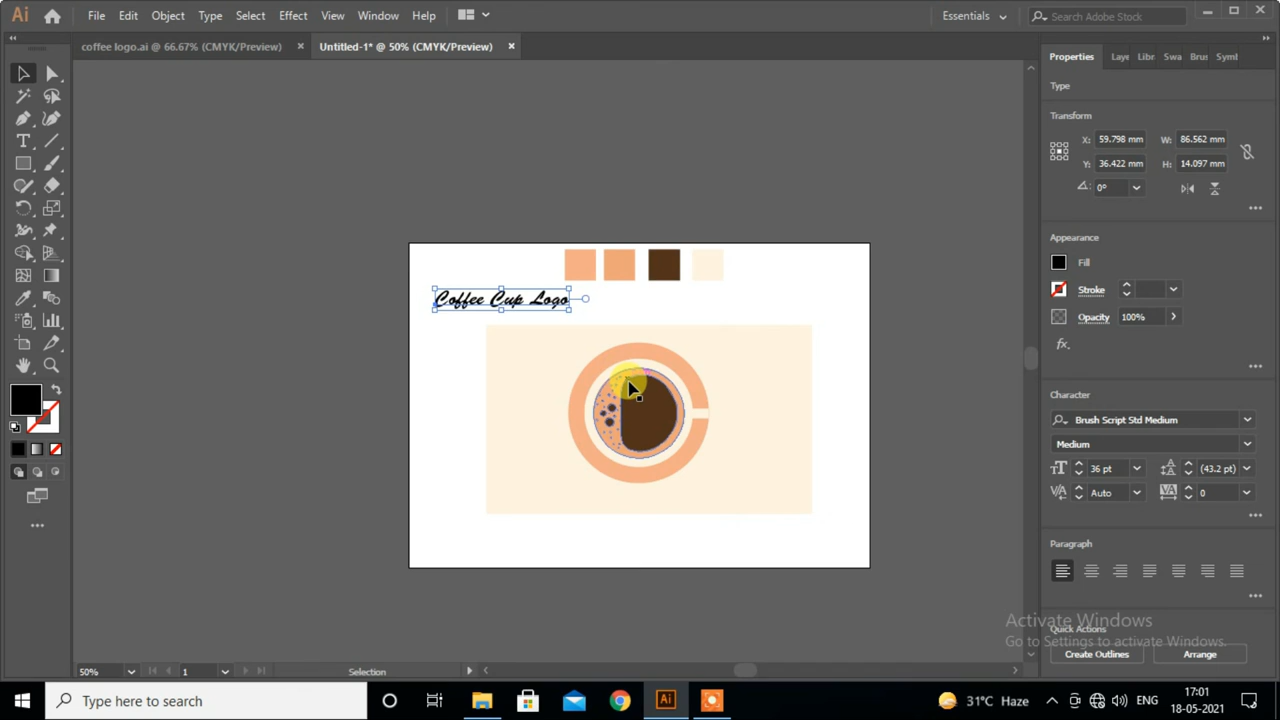 Ai File Edit Object Type Select Effect View Window Help Essentials Search Adobe Stock
coffee logo.ai @ 66.67% (CMYK/Preview) × Untitled-1* @ 50% (CMYK/Preview) ×
Properties Laye Libr Swa Brus Symb
Type
Transform
X: 59.798 mm W: 86.562 mm
Y: 36.422 mm H: 14.097 mm
0°
Appearance
Fill
Stroke
Opacity 100%
fx.
Character
Brush Script Std Medium
Medium
36 pt (43.2 pt)
Auto 0
Paragraph
Quick Actions
Create Outlines Arrange
Coffee Cup Logo
Activate Windows
Go to Settings to activate Windows.
50% 1 Selection
Type here to search
Ai
31°C Haze ENG 17:01
18-05-2021